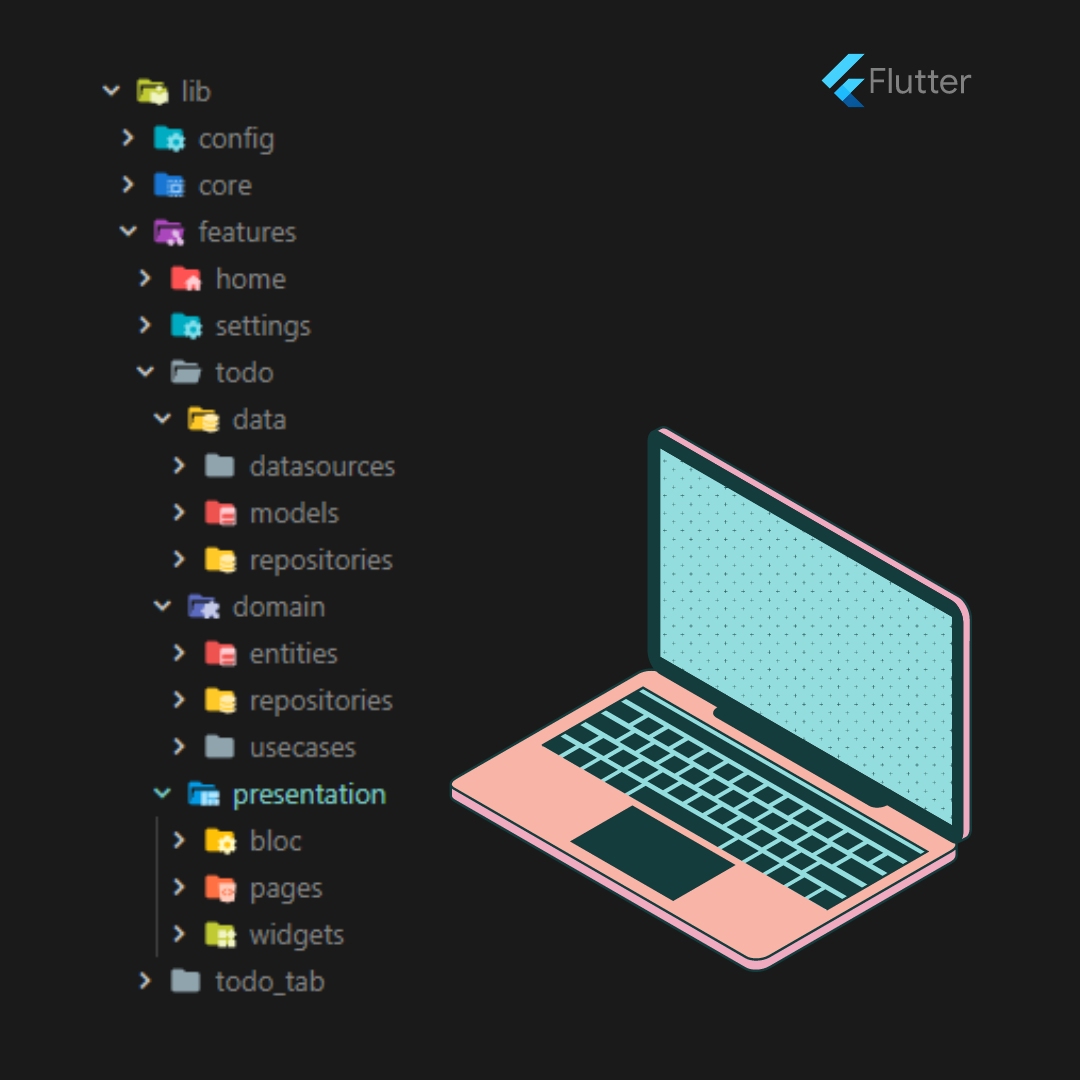 Flutter
lib
config
core
features
home
settings
todo
data
datasources
models
repositories
domain
entities
repositories
usecases
presentation
bloc
pages
widgets
todo_tab